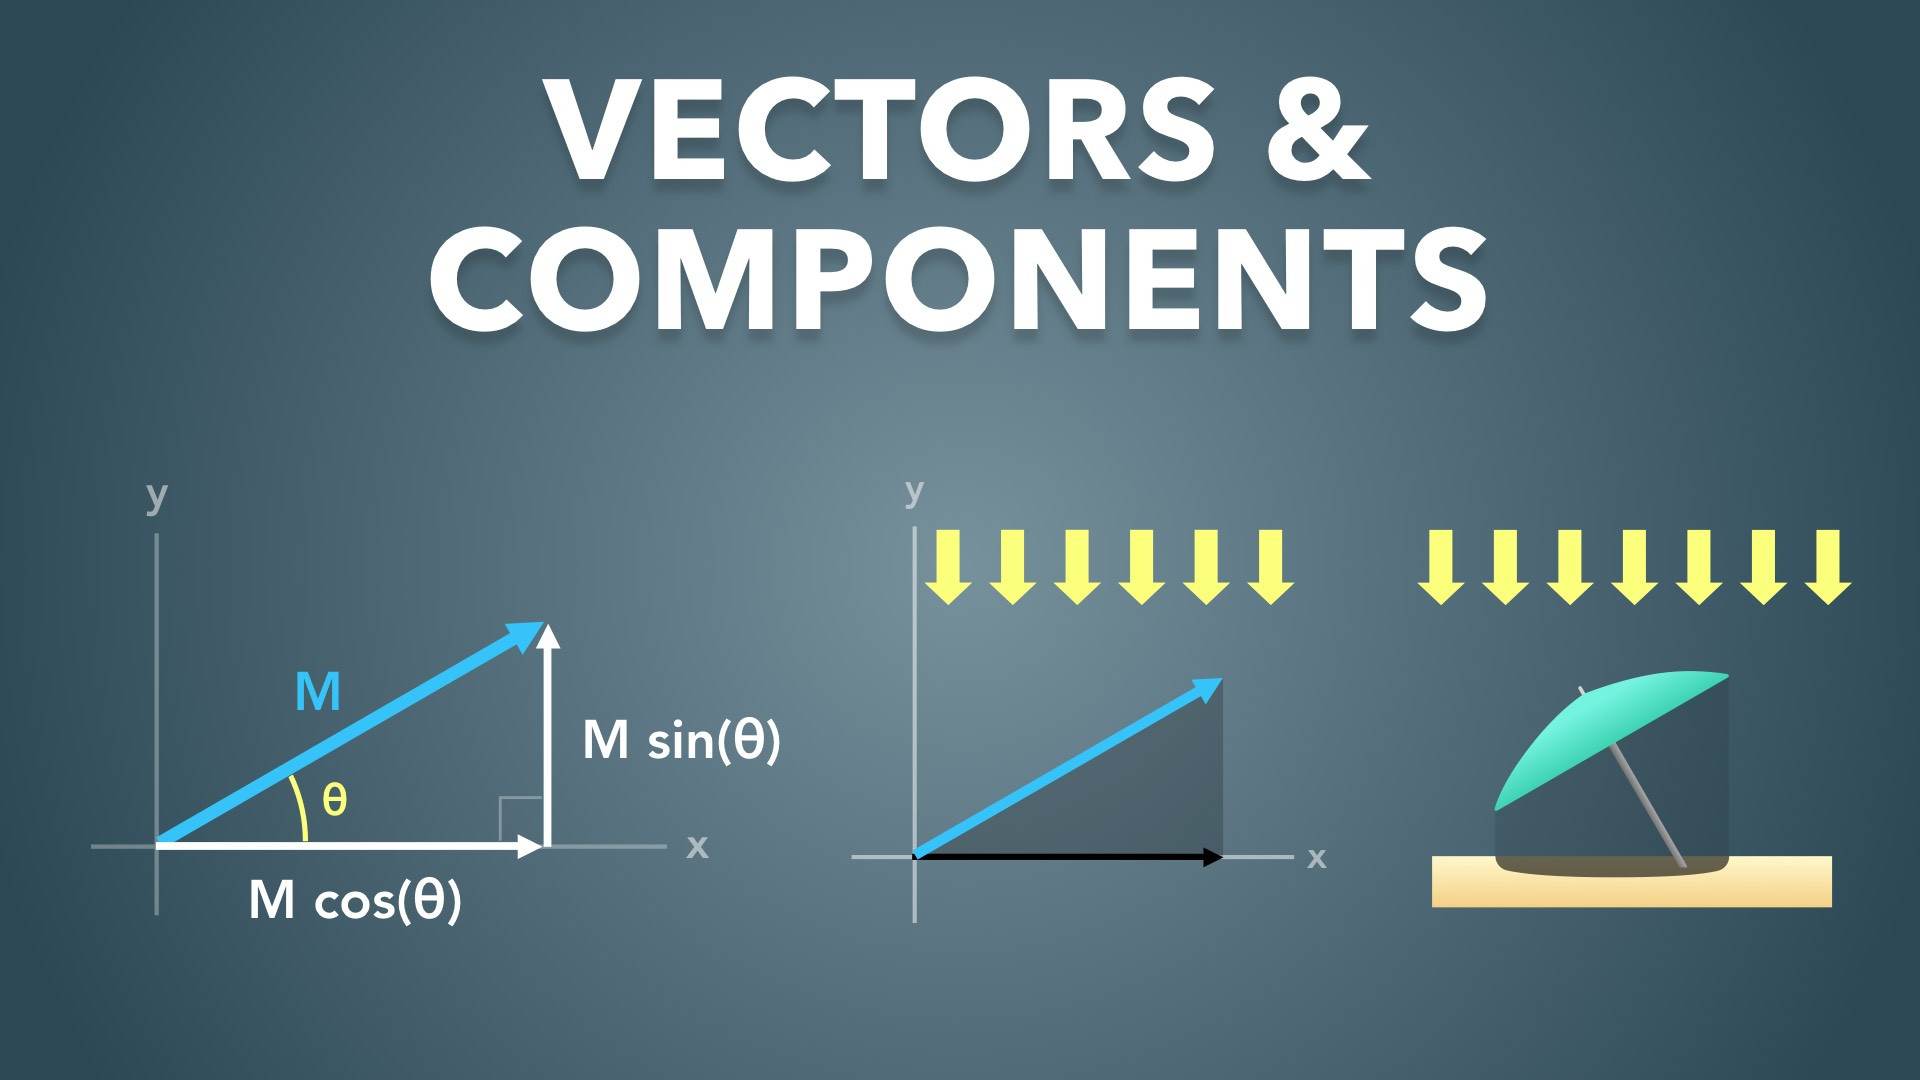 VECTORS &
COMPONENTS
y
M
θ
M sin(θ)
x
M cos(θ)
y
x